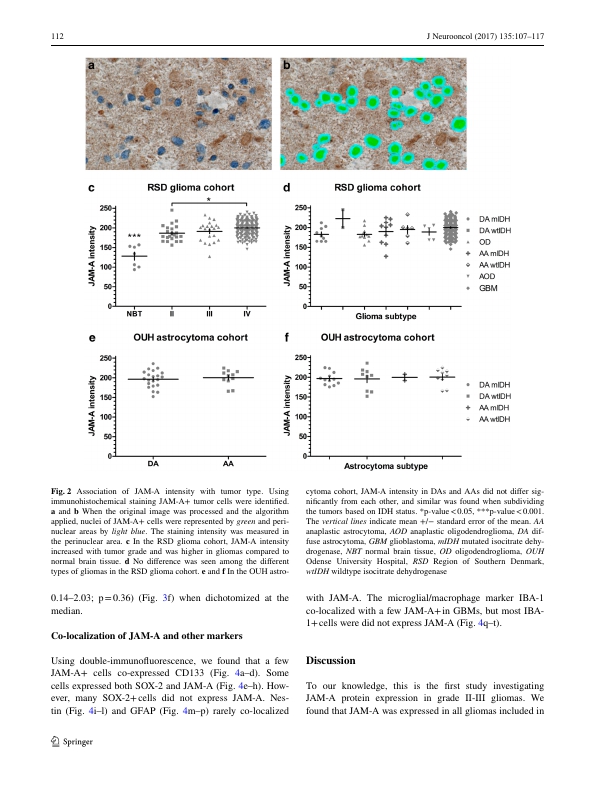 112
J Neurooncol (2017) 135:107–117
a
b
c
RSD glioma cohort
*
***
JAM-A intensity
250
200
150
100
50
0
NBT
II
III
IV
d
RSD glioma cohort
JAM-A intensity
250
200
150
100
50
0
Glioma subtype
DA mIDH
DA wtIDH
OD
AA mIDH
AA wtIDH
AOD
GBM
e
OUH astrocytoma cohort
JAM-A intensity
250
200
150
100
50
0
DA
AA
f
OUH astrocytoma cohort
JAM-A intensity
250
200
150
100
50
0
Astrocytoma subtype
DA mIDH
DA wtIDH
AA mIDH
AA wtIDH
Fig. 2 Association of JAM-A intensity with tumor type. Using
immunohistochemical staining JAM-A+ tumor cells were identified.
a and b When the original image was processed and the algorithm
applied, nuclei of JAM-A+ cells were represented by green and peri-
nuclear areas by light blue. The staining intensity was measured in
the perinuclear area. c In the RSD glioma cohort, JAM-A intensity
increased with tumor grade and was higher in gliomas compared to
normal brain tissue. d No difference was seen among the different
types of gliomas in the RSD glioma cohort. e and f In the OUH astro-
cytoma cohort, JAM-A intensity in DAs and AAs did not differ sig-
nificantly from each other, and similar was found when subdividing
the tumors based on IDH status. *p-value < 0.05, ***p-value < 0.001.
The vertical lines indicate mean +/− standard error of the mean. AA
anaplastic astrocytoma, AOD anaplastic oligodendroglioma, DA dif-
fuse astrocytoma, GBM glioblastoma, mIDH mutated isocitrate dehy-
drogenase, NBT normal brain tissue, OD oligodendroglioma, OUH
Odense University Hospital, RSD Region of Southern Denmark,
wtIDH wildtype isocitrate dehydrogenase
0.14–2.03; p = 0.36) (Fig. 3f) when dichotomized at the
median.
Co-localization of JAM-A and other markers
Using double-immunofluorescence, we found that a few
JAM-A+ cells co-expressed CD133 (Fig. 4a–d). Some
cells expressed both SOX-2 and JAM-A (Fig. 4e–h). How-
ever, many SOX-2+ cells did not express JAM-A. Nes-
tin (Fig. 4i–l) and GFAP (Fig. 4m–p) rarely co-localized
with JAM-A. The microglial/macrophage marker IBA-1
co-localized with a few JAM-A+ in GBMs, but most IBA-
1+ cells were did not express JAM-A (Fig. 4q–t).
Discussion
To our knowledge, this is the first study investigating
JAM-A protein expression in grade II-III gliomas. We
found that JAM-A was expressed in all gliomas included in
Springer